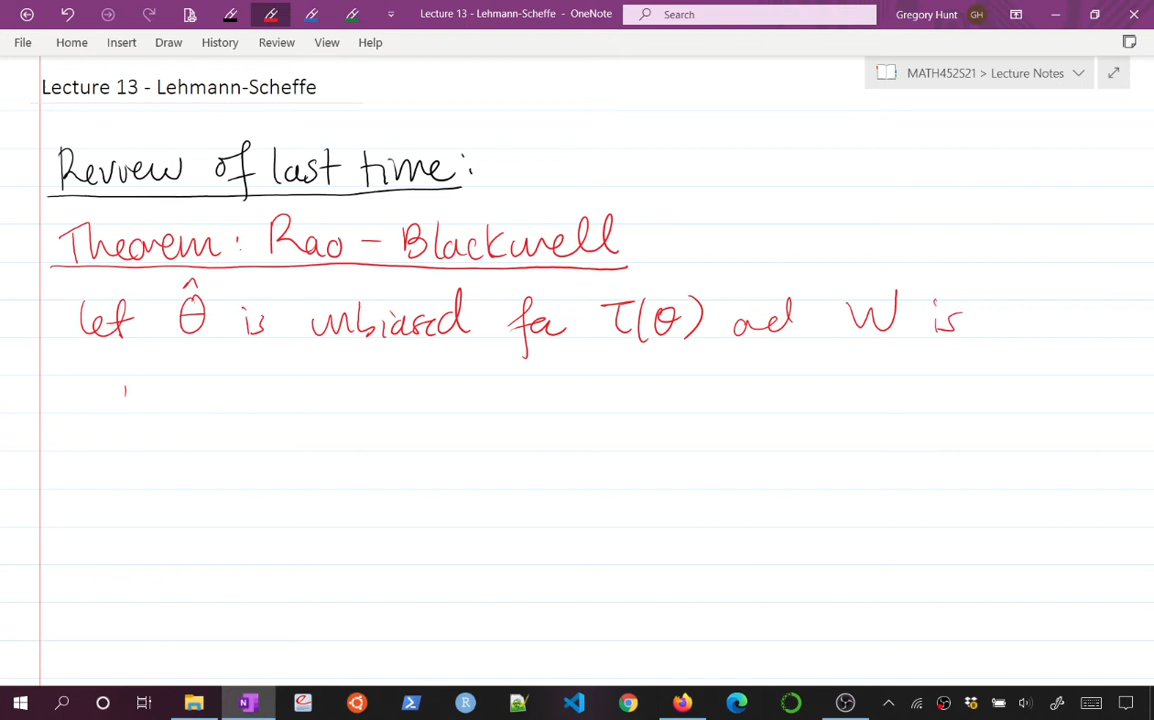 Lecture 13 - Lehmann-Scheffe - OneNote
Search
Gregory Hunt
GH
File Home Insert Draw History Review View Help
MATH452S21 > Lecture Notes
Lecture 13 - Lehmann-Scheffe
Review of last time:
Theorem: Rao - Blackwell
let θ̂ is unbiased for τ(θ) and W is